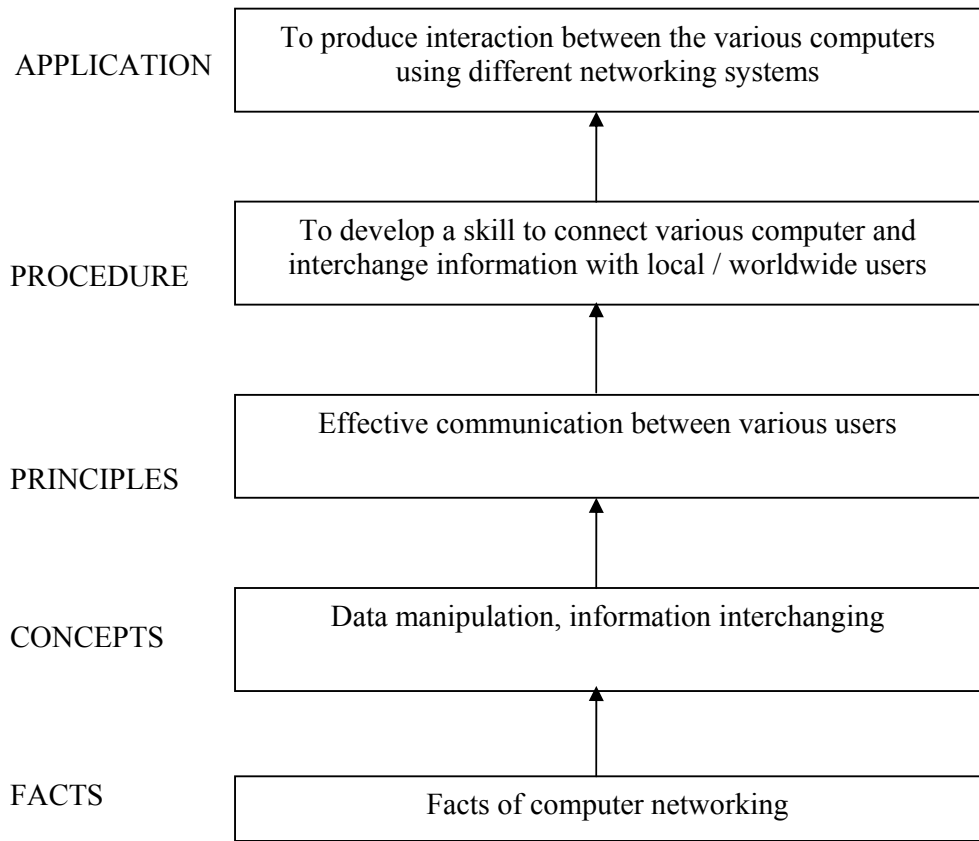 APPLICATION
To produce interaction between the various computers
using different networking systems
PROCEDURE
To develop a skill to connect various computer and
interchange information with local / worldwide users
PRINCIPLES
Effective communication between various users
CONCEPTS
Data manipulation, information interchanging
FACTS
Facts of computer networking